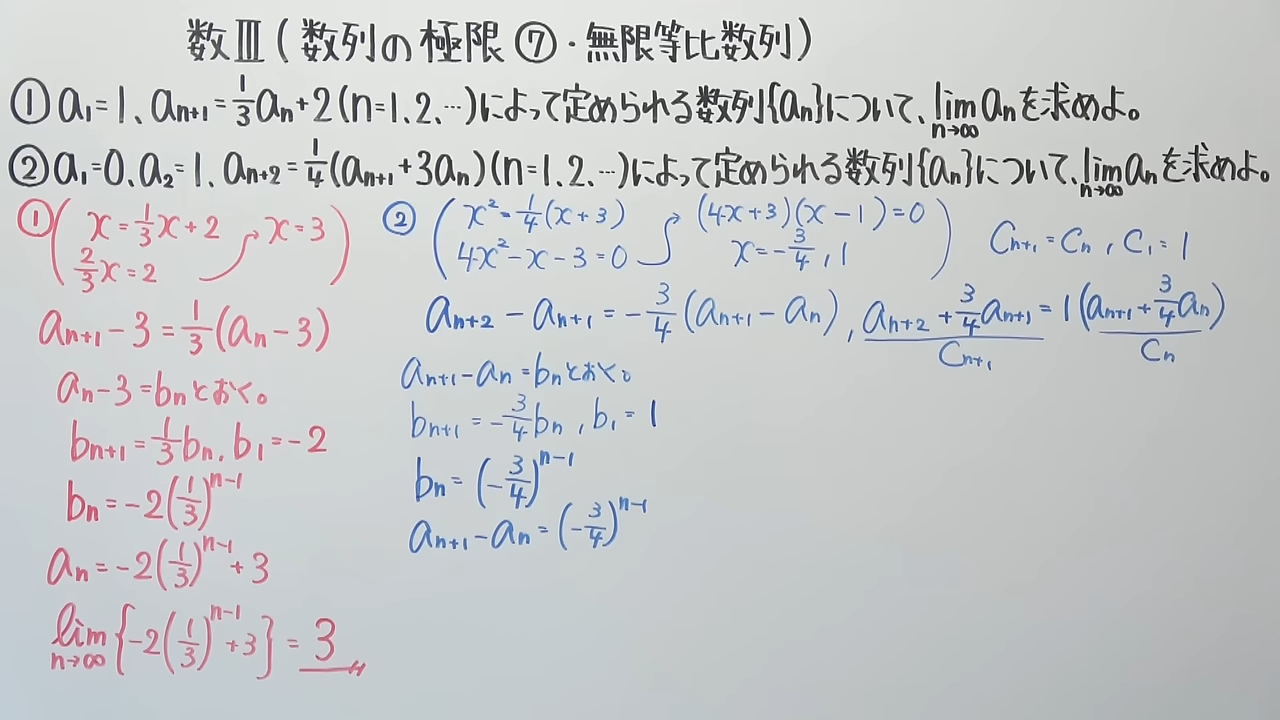 数Ⅲ(数列の極限⑦・無限等比数列)
①a₁=1、aₙ₊₁=1/3aₙ+2(n=1.2.…)によって定められる数列{aₙ}について、lim n→∞ aₙを求めよ。
②a₁=0、a₂=1、aₙ₊₂=1/4(aₙ₊₁+3aₙ)(n=1.2.…)によって定められる数列{aₙ}について、lim n→∞ aₙを求めよ。
①(x=1/3x+2 x=3
2/3x=2)
aₙ₊₁-3=1/3(aₙ-3)
aₙ-3=bₙとおく。
bₙ₊₁=1/3bₙ、b₁=-2
bₙ=-2(1/3)ⁿ⁻¹
aₙ=-2(1/3)ⁿ⁻¹+3
lim n→∞ {-2(1/3)ⁿ⁻¹+3}=3
②(x²=1/4(x+3)
4x²-x-3=0
(4x+3)(x-1)=0
x=-3/4,1)
cₙ₊₁=cₙ,c₁=1
aₙ₊₂-aₙ₊₁=-3/4(aₙ₊₁-aₙ),aₙ₊₂+3/4aₙ₊₁=1(aₙ₊₁+3/4aₙ)
cₙ₊₁ cₙ
aₙ₊₁-aₙ=bₙとおく。
bₙ₊₁=-3/4bₙ,b₁=1
bₙ=(-3/4)ⁿ⁻¹
aₙ₊₁-aₙ=(-3/4)ⁿ⁻¹